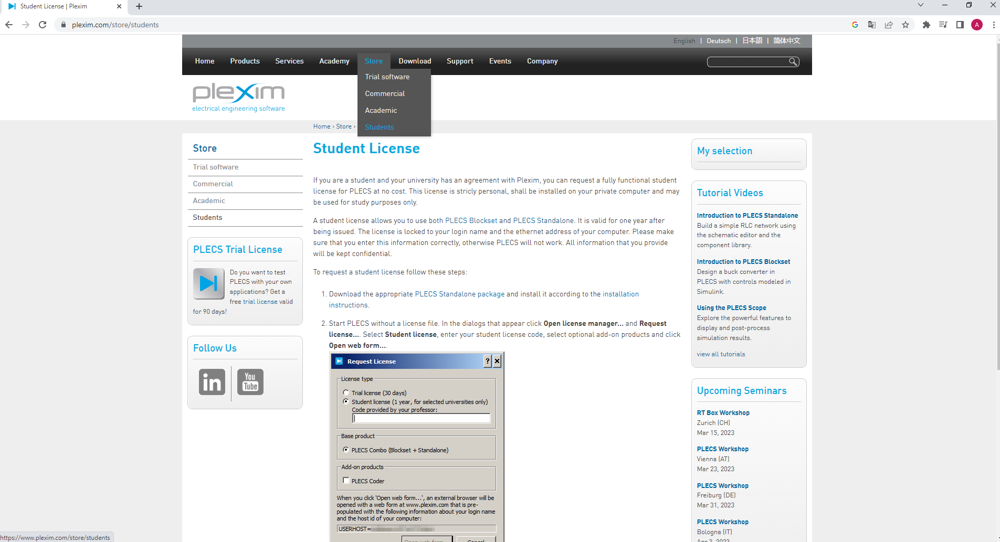 Student License | Plexim
plexim.com/store/students
A
English | Deutsch | 日本語 | 简体中文
Home Products Services Academy Store Download Support Events Company
Trial software
Commercial
Academic
Students
plexim
electrical engineering software
Home › Store ›
Store
Trial software
Commercial
Academic
Students
PLECS Trial License
Do you want to test
PLECS with your own
applications? Get a
free trial license valid
for 90 days!
Follow Us
in
You
Tube
Student License
If you are a student and your university has an agreement with Plexim, you can request a fully functional student
license for PLECS at no cost. This license is stricly personal, shall be installed on your private computer and may
be used for study purposes only.
A student license allows you to use both PLECS Blockset and PLECS Standalone. It is valid for one year after
being issued. The license is locked to your login name and the ethernet address of your computer. Please make
sure that you enter this information correctly, otherwise PLECS will not work. All information that you provide
will be kept confidential.
To request a student license follow these steps:
1. Download the appropriate PLECS Standalone package and install it according to the installation
instructions.
2. Start PLECS without a license file. In the dialogs that appear click Open license manager... and Request
license.... Select Student license, enter your student license code, select optional add-on products and click
Open web form....
Request License
License type
Trial license (30 days)
Student license (1 year, for selected universities only)
Code provided by your professor:
Base product
PLECS Combo (Blockset + Standalone)
Add-on products
PLECS Coder
When you click 'Open web form...', an external browser will be
opened with a web form at www.plexim.com that is pre-
populated with the following information about your login name
and the host id of your computer:
USERHOST=
Open web form... Cancel
My selection
Tutorial Videos
Introduction to PLECS Standalone
Build a simple RLC network using
the schematic editor and the
component library.
Introduction to PLECS Blockset
Design a buck converter in
PLECS with controls modeled in
Simulink.
Using the PLECS Scope
Explore the powerful features to
display and post-process
simulation results.
view all tutorials
Upcoming Seminars
RT Box Workshop
Zurich (CH)
Mar 15, 2023
PLECS Workshop
Vienna (AT)
Mar 23, 2023
PLECS Workshop
Freiburg (DE)
Mar 31, 2023
PLECS Workshop
Bologna (IT)
Apr 3, 2023
https://www.plexim.com/store/students